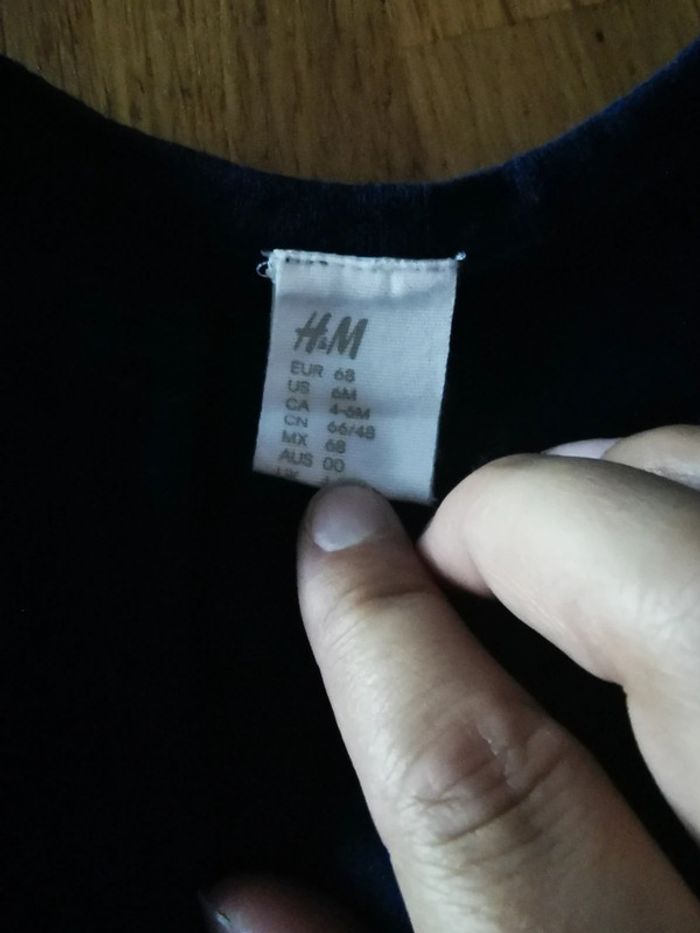 H&M
EUR 68
US 6M
CA 4-6M
CN 66/48
MX 68
AUS 00